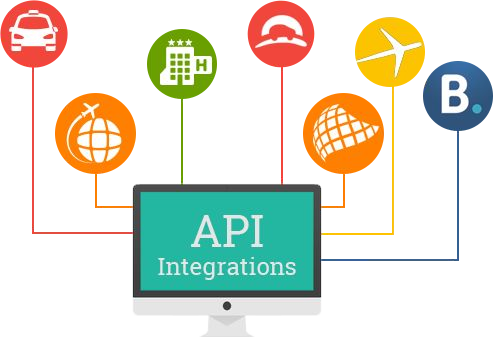 H
B.
API
Integrations